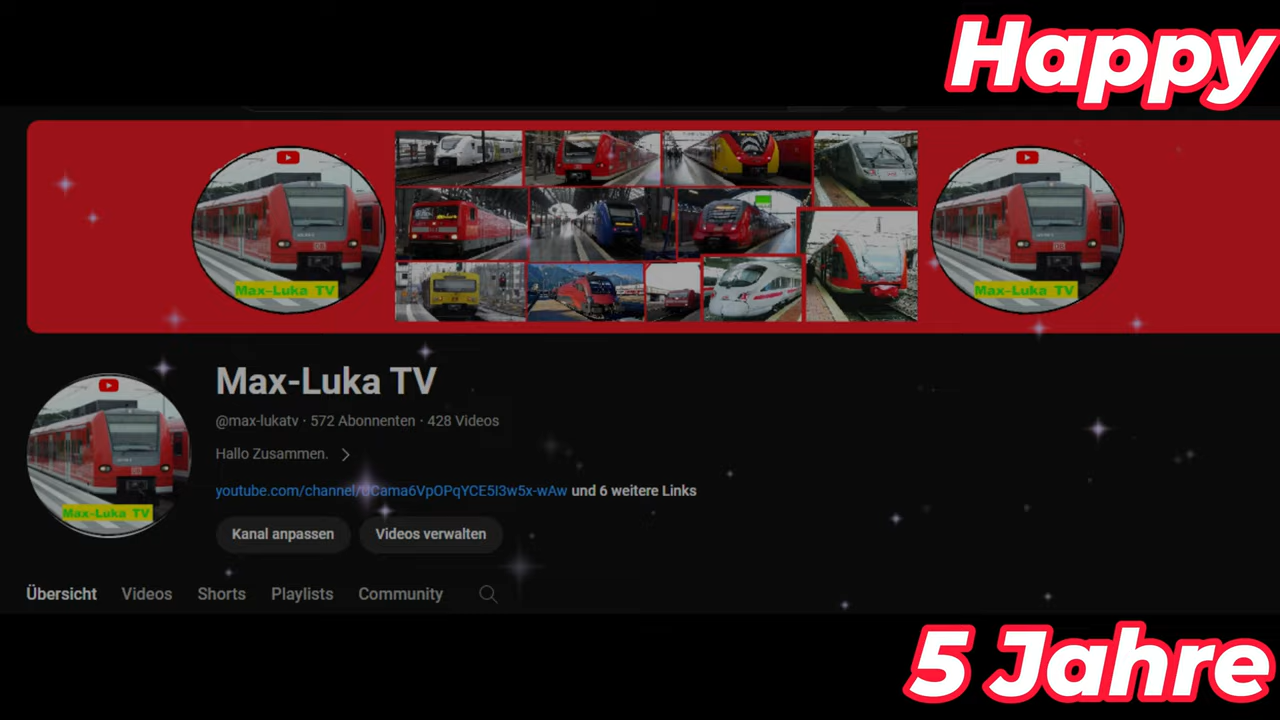 Happy
Max-Luka TV
Max-Luka TV
Max-Luka TV
@max-lukatv · 572 Abonnenten · 428 Videos
Hallo Zusammen.
Max-Luka TV
youtube.com/channel/UCama6VpOPqYCE5I3w5x-wAw und 6 weitere Links
Kanal anpassen Videos verwalten
Übersicht Videos Shorts Playlists Community
5 Jahre